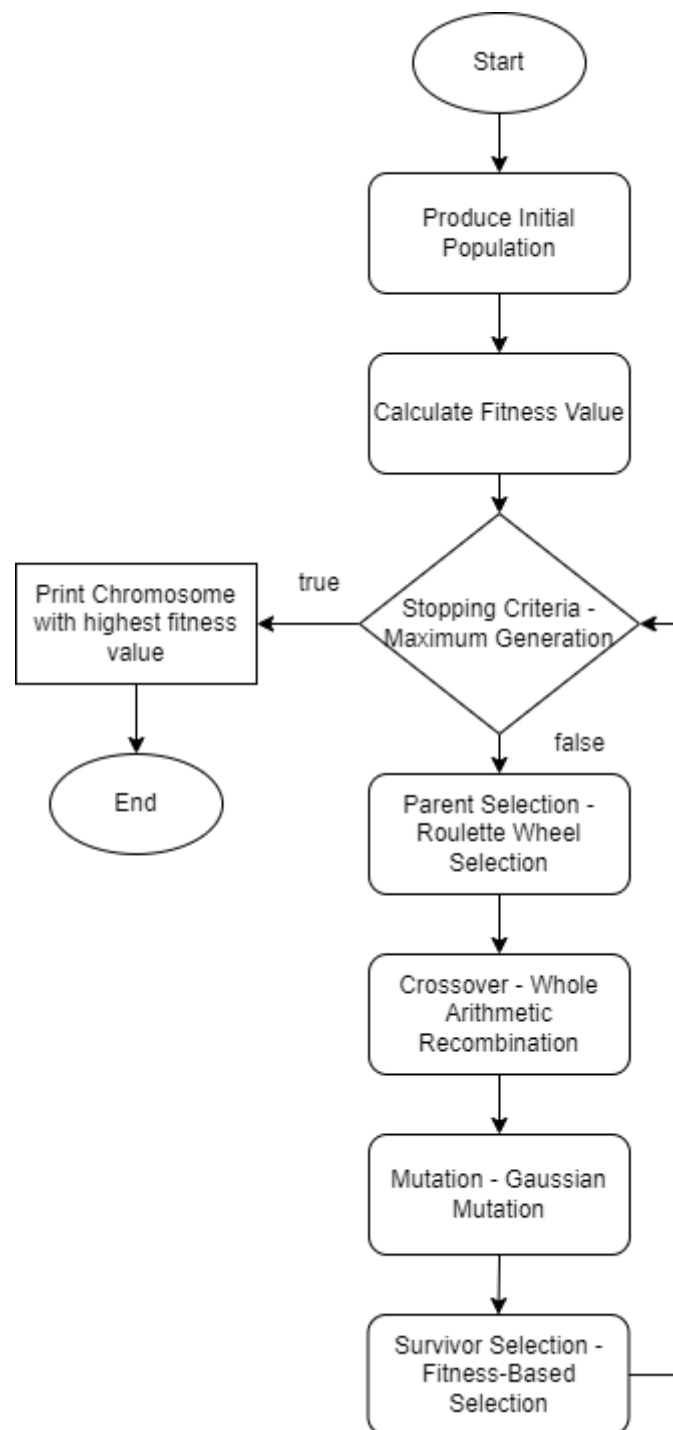 Start
Produce Initial
Population
Calculate Fitness Value
Stopping Criteria -
Maximum Generation
true
Print Chromosome
with highest fitness
value
End
false
Parent Selection -
Roulette Wheel
Selection
Crossover - Whole
Arithmetic
Recombination
Mutation - Gaussian
Mutation
Survivor Selection -
Fitness-Based
Selection